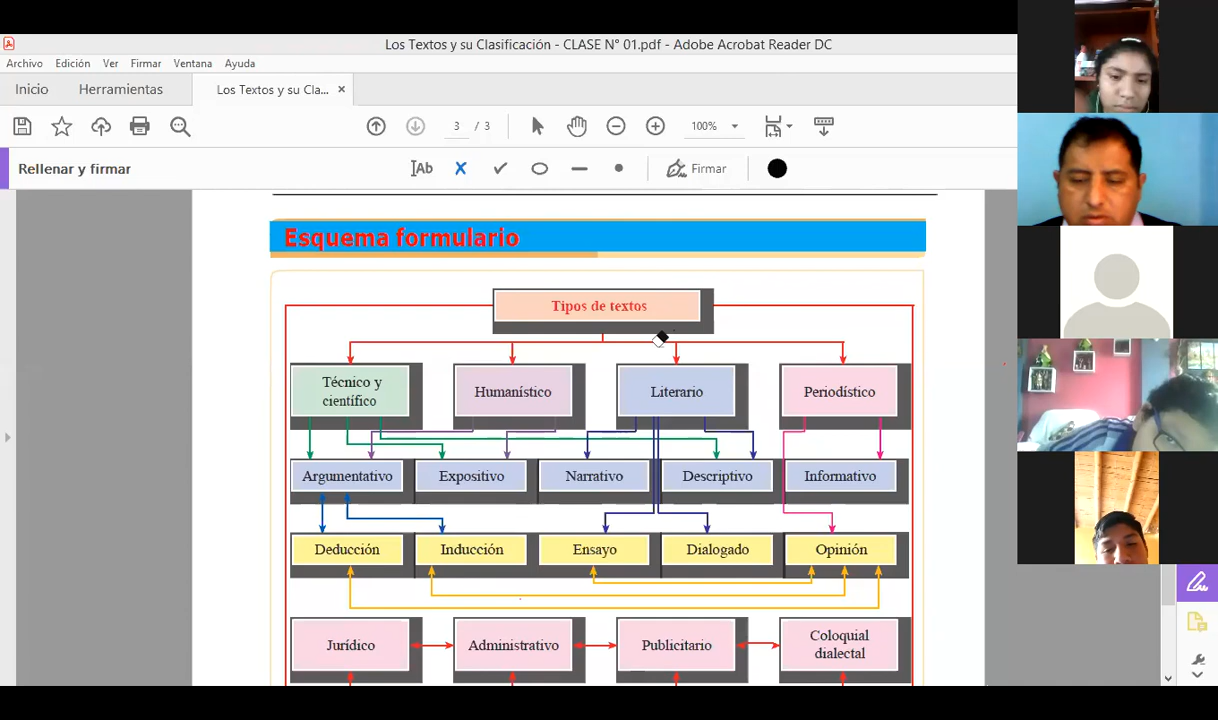 Los Textos y su Clasificación - CLASE N° 01.pdf - Adobe Acrobat Reader DC
Archivo Edición Ver Firmar Ventana Ayuda
Inicio Herramientas Los Textos y su Cla... ×
3 / 3 100%
Rellenar y firmar Ab Firmar
Esquema formulario
Tipos de textos
Técnico y
científico
Humanístico Literario Periodístico
Argumentativo Expositivo Narrativo Descriptivo Informativo
Deducción Inducción Ensayo Dialogado Opinión
Jurídico Administrativo Publicitario
Coloquial
dialectal